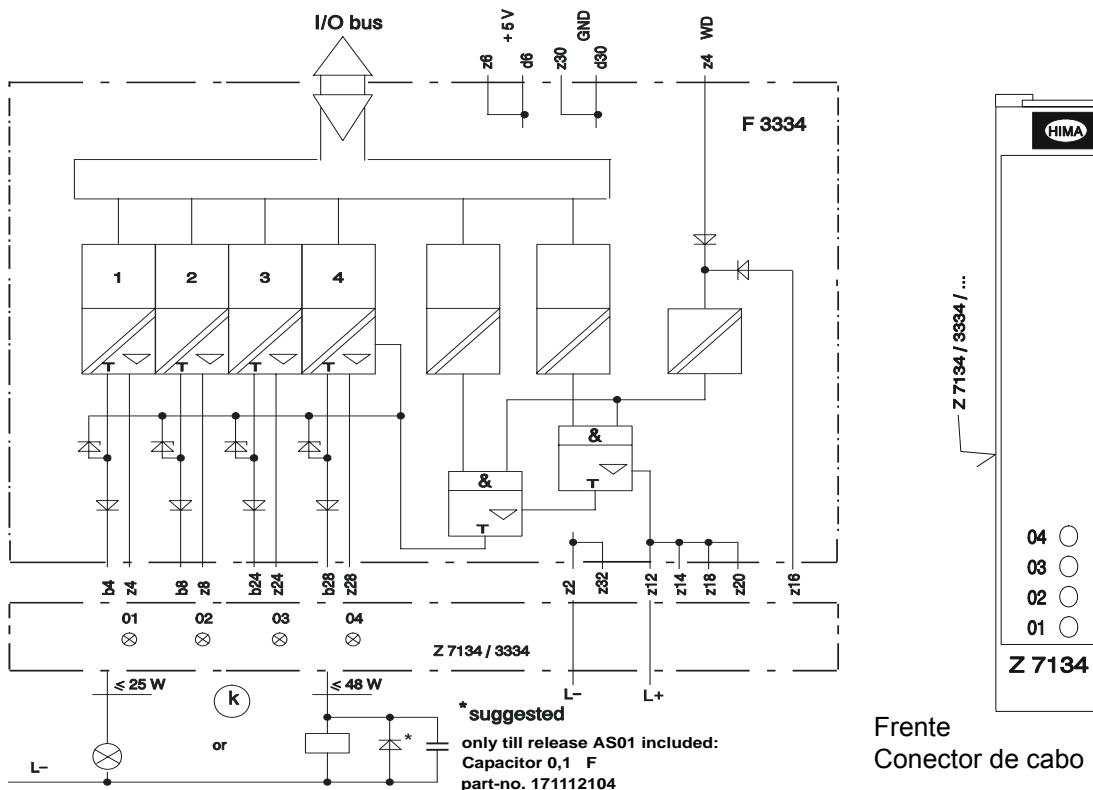 I/O bus
z6
+ 5 V
d6
z30
GND
d30
z4 WD
F 3334
HIMA
1
2
3
4
Z 7134 / 3334 / ...
&
&
T
T
T
T
T
T
b4
z4
b8
z8
b24
z24
b28
z28
z2
z32
z12
z14
z18
z20
z16
01
02
03
04
Z 7134 / 3334
04
03
02
01
Z 7134
≤ 25 W
k
≤ 48 W
L–
L+
*suggested
or
*
only till release AS01 included:
Capacitor 0,1 F
part-no. 171112104
L–
Frente
Conector de cabo